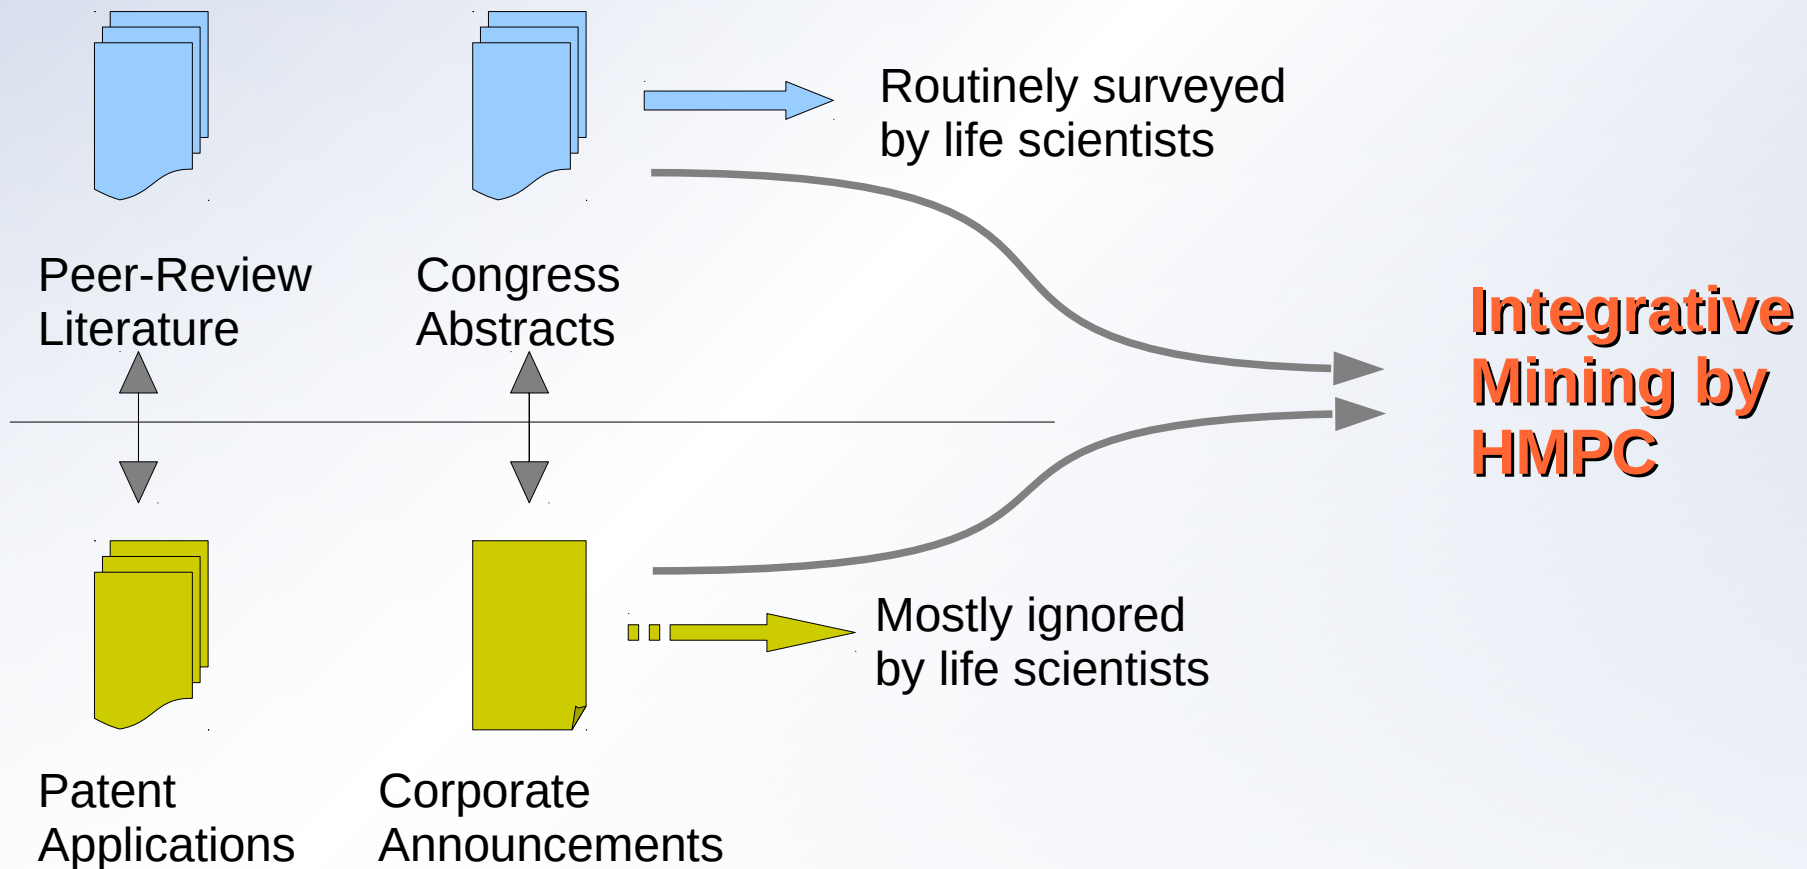 Routinely surveyed
by life scientists
Peer-Review
Literature
Congress
Abstracts
Integrative
Mining by
HMPC
Mostly ignored
by life scientists
Patent
Applications
Corporate
Announcements